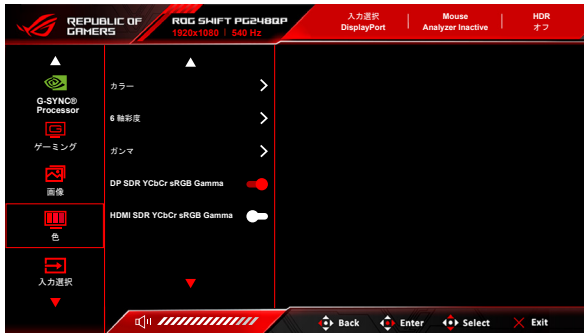 REPUBLIC OF
GAMERS
ROG SWIFT PG248QP
1920x1080 | 540 Hz
入力選択
DisplayPort
Mouse
Analyzer Inactive
HDR
オフ
G-SYNC®
Processor
ゲーミング
画像
色
入力選択
カラー
6 軸彩度
ガンマ
DP SDR YCbCr sRGB Gamma
HDMI SDR YCbCr sRGB Gamma
Back
Enter
Select
Exit